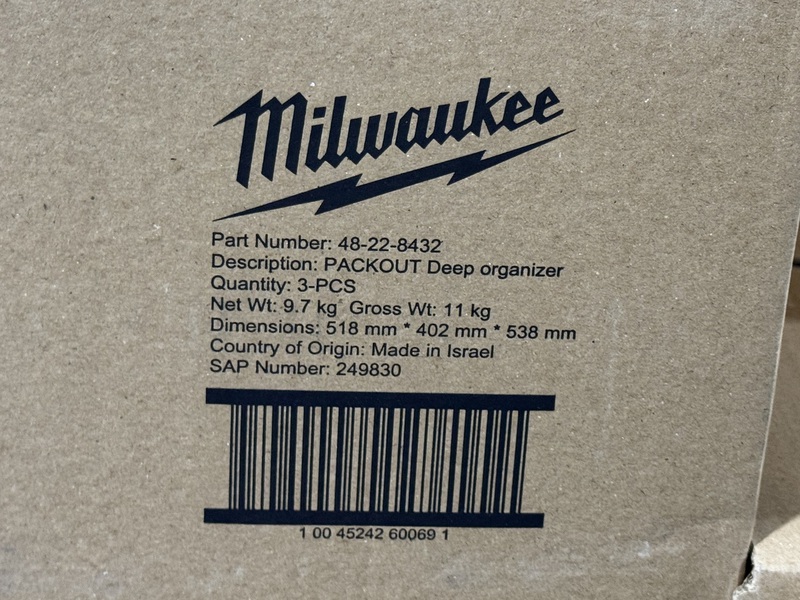 Milwaukee
Part Number: 48-22-8432
Description: PACKOUT Deep organizer
Quantity: 3-PCS
Net Wt: 9.7 kg Gross Wt: 11 kg
Dimensions: 518 mm * 402 mm * 538 mm
Country of Origin: Made in Israel
SAP Number: 249830
1 00 45242 60069 1